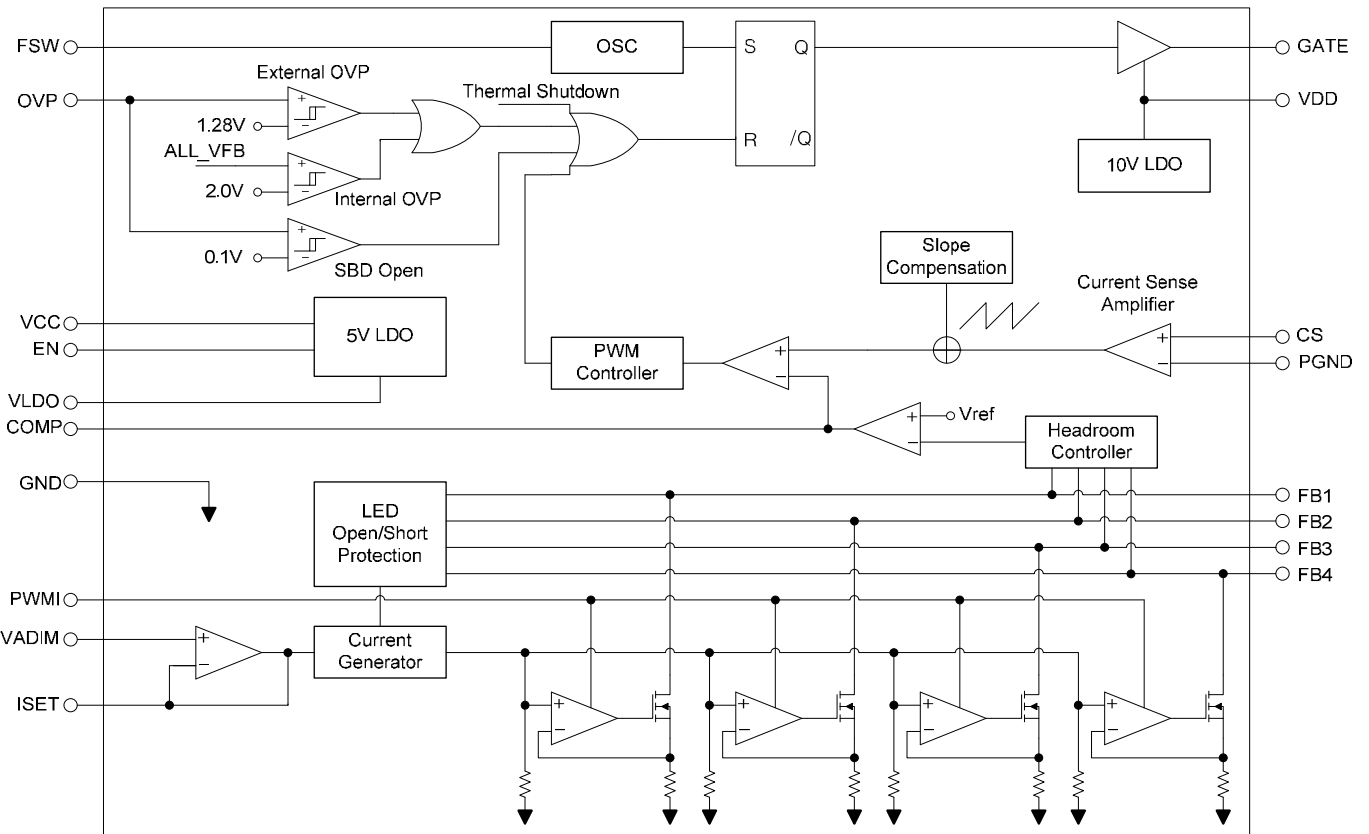 FSW
OSC
S
Q
GATE
External OVP
Thermal Shutdown
OVP
+
−
1.28V
VDD
ALL_VFB
R
/Q
+
−
2.0V
Internal OVP
10V LDO
+
−
0.1V
SBD Open
Slope
Compensation
Current Sense
Amplifier
VCC
5V LDO
EN
PWM
Controller
+
−
+
−
CS
PGND
VLDO
COMP
+
−
Vref
Headroom
Controller
GND
LED
Open/Short
Protection
FB1
FB2
FB3
FB4
PWMI
VADIM
+
−
Current
Generator
ISET
+
−
+
−
+
−
+
−